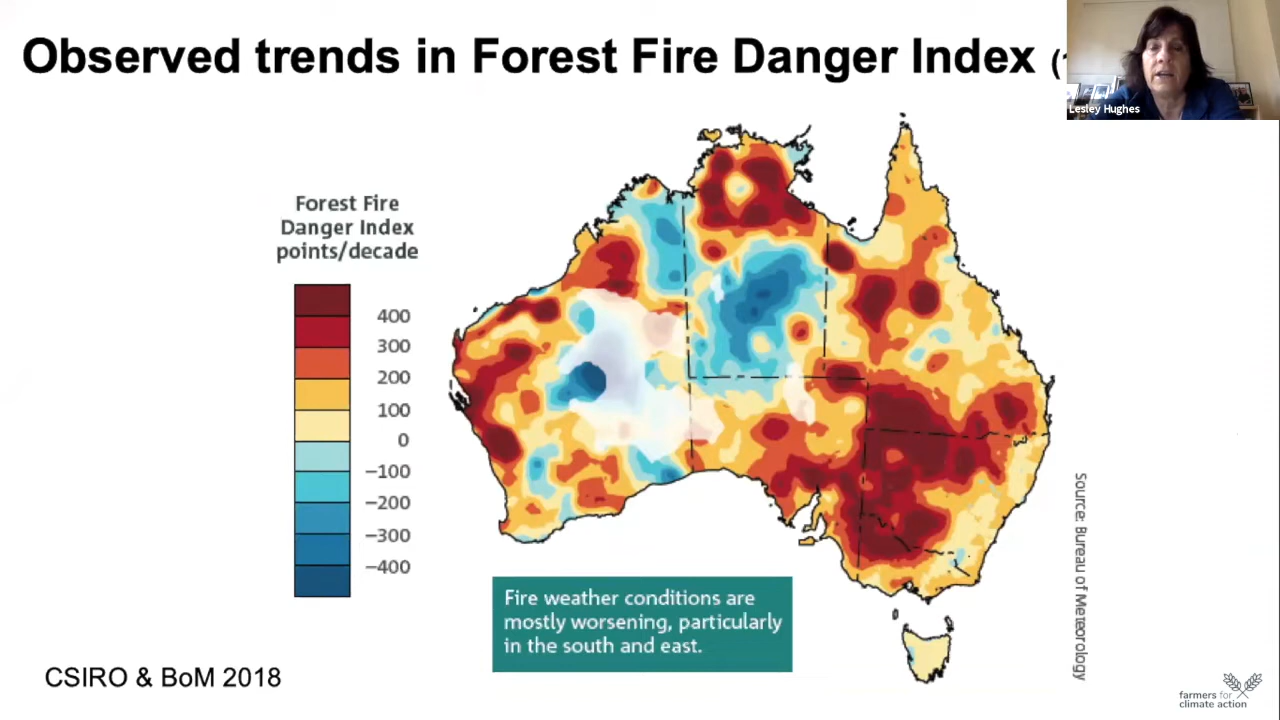 Observed trends in Forest Fire Danger Index
Lesley Hughes
Forest Fire
Danger Index
points/decade
400
300
200
100
0
−100
−200
−300
−400
Fire weather conditions are
mostly worsening, particularly
in the south and east.
Source: Bureau of Meteorology
CSIRO & BoM 2018
farmers for
climate action